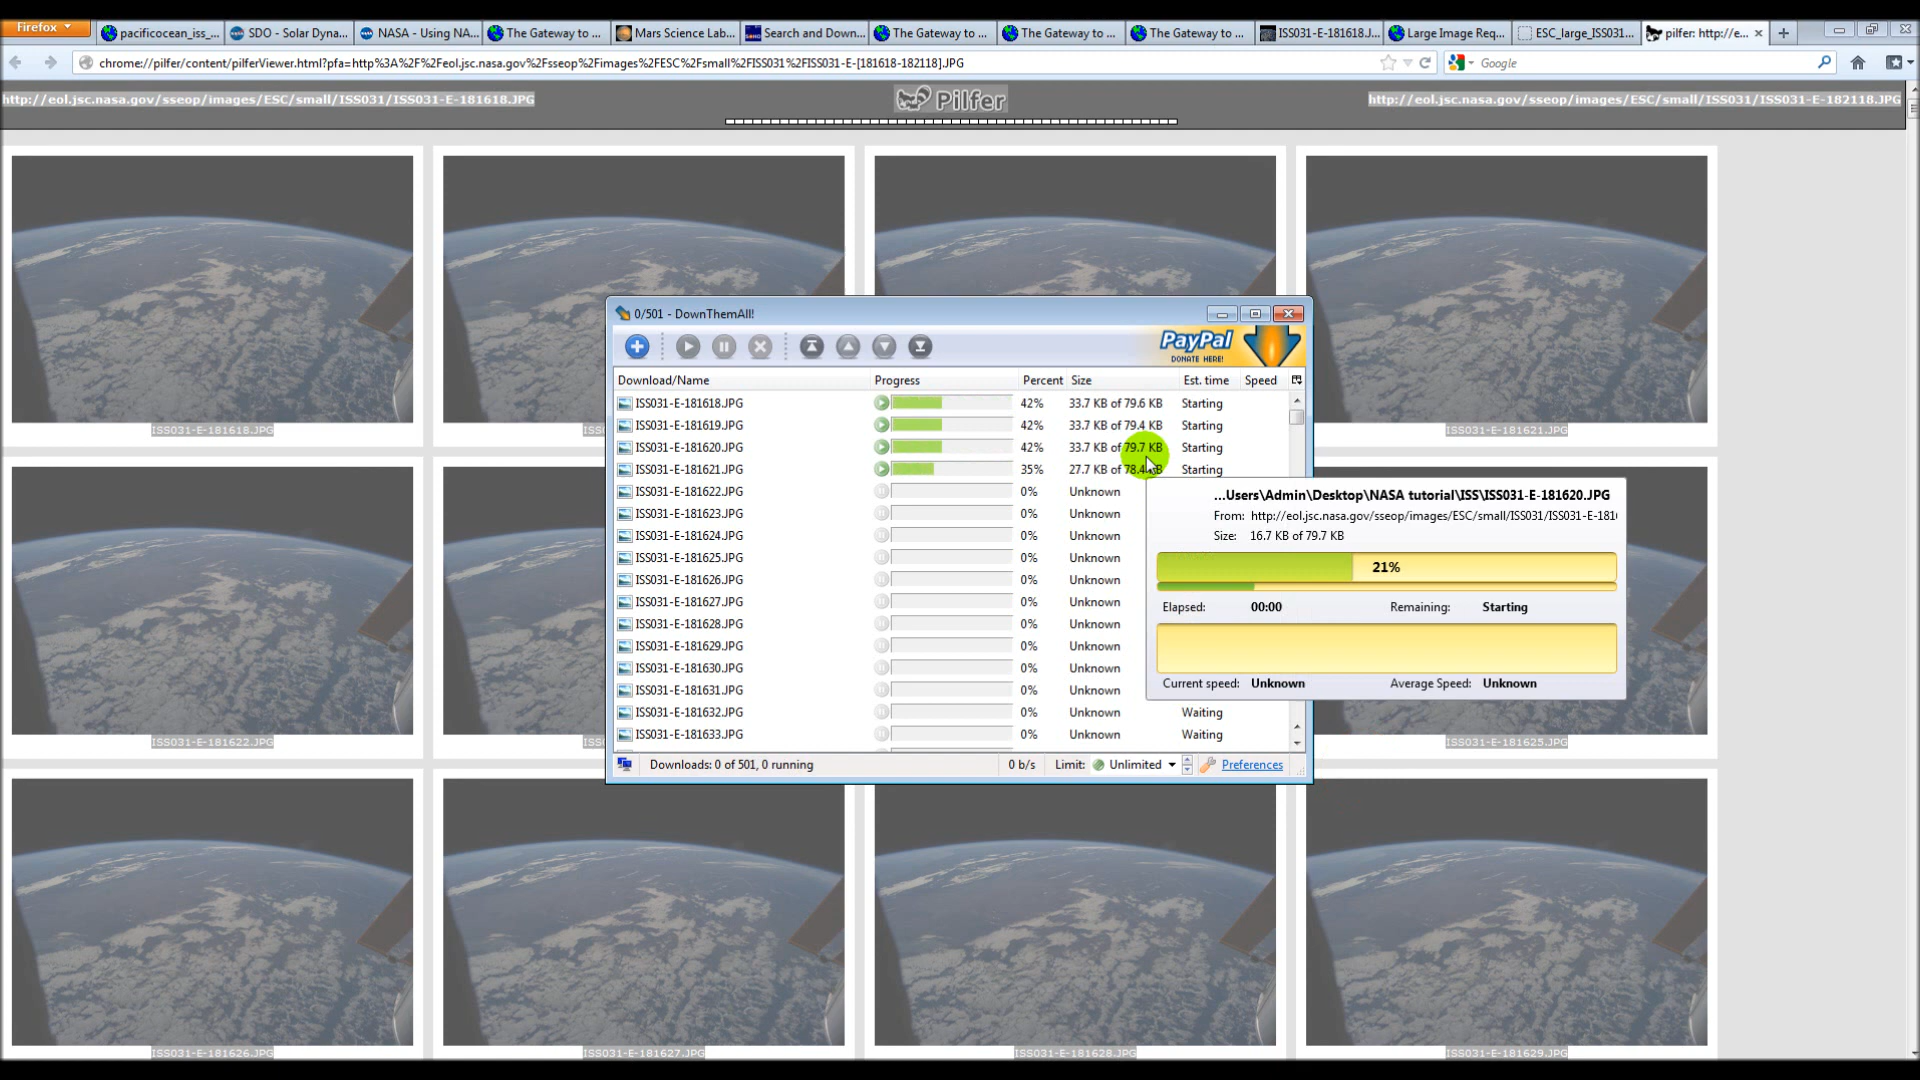 Firefox
pacificocean_iss_...
SDO - Solar Dyna...
NASA - Using NA...
The Gateway to ...
Mars Science Lab...
Search and Down...
The Gateway to ...
The Gateway to ...
The Gateway to ...
ISS031-E-181618.J...
Large Image Req...
ESC_large_ISS031...
pilfer: http://e...
chrome://pilfer/content/pilferViewer.html?pfa=http%3A%2F%2Feol.jsc.nasa.gov%2Fsseop%2Fimages%2FESC%2Fsmall%2FISS031%2FISS031-E-[181618-182118].JPG
Google
http://eol.jsc.nasa.gov/sseop/images/ESC/small/ISS031/ISS031-E-181618.JPG
Pilfer
http://eol.jsc.nasa.gov/sseop/images/ESC/small/ISS031/ISS031-E-182118.JPG
0/501 - DownThemAll!
PayPal
DONATE HERE!
Download/Name Progress Percent Size Est. time Speed
ISS031-E-181618.JPG 42% 33.7 KB of 79.6 KB Starting
ISS031-E-181619.JPG 42% 33.7 KB of 79.4 KB Starting
ISS031-E-181620.JPG 42% 33.7 KB of 79.7 KB Starting
ISS031-E-181621.JPG 35% 27.7 KB of 78.4 KB Starting
ISS031-E-181622.JPG 0% Unknown
ISS031-E-181623.JPG 0% Unknown
ISS031-E-181624.JPG 0% Unknown
ISS031-E-181625.JPG 0% Unknown
ISS031-E-181626.JPG 0% Unknown
ISS031-E-181627.JPG 0% Unknown
ISS031-E-181628.JPG 0% Unknown
ISS031-E-181629.JPG 0% Unknown
ISS031-E-181630.JPG 0% Unknown
ISS031-E-181631.JPG 0% Unknown
ISS031-E-181632.JPG 0% Unknown Waiting
ISS031-E-181633.JPG 0% Unknown Waiting
Downloads: 0 of 501, 0 running 0 b/s Limit: Unlimited Preferences
...Users\Admin\Desktop\NASA tutorial\ISS\ISS031-E-181620.JPG
From: http://eol.jsc.nasa.gov/sseop/images/ESC/small/ISS031/ISS031-E-181
Size: 16.7 KB of 79.7 KB
21%
Elapsed: 00:00 Remaining: Starting
Current speed: Unknown Average Speed: Unknown
ISS031-E-181618.JPG
ISS
ISS031-E-181621.JPG
ISS031-E-181622.JPG
ISS
ISS031-E-181625.JPG
ISS031-E-181626.JPG
ISS031-E-181627.JPG
ISS031-E-181628.JPG
ISS031-E-181629.JPG